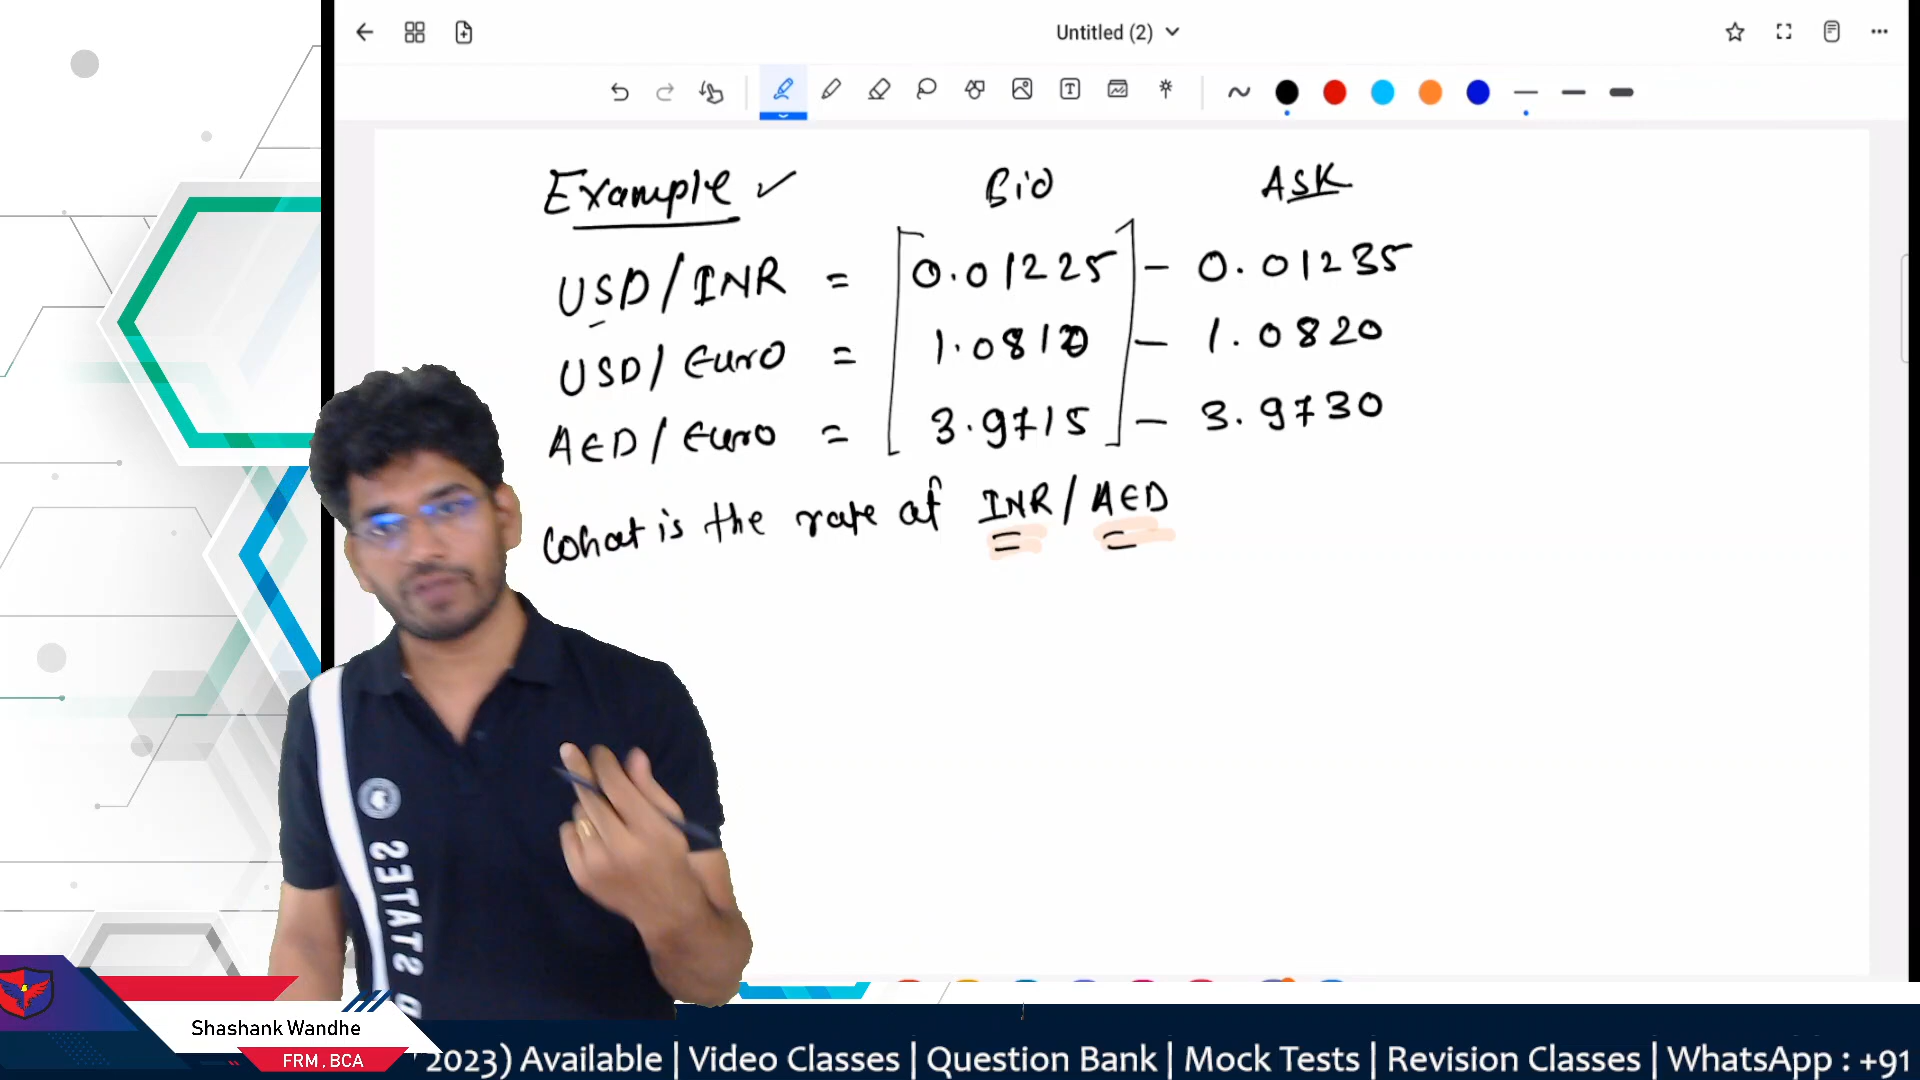 Untitled (2)
Example ✓ Bid ASK
USD/INR = 0.01225 - 0.01235
USD/Euro = 1.0810 - 1.0820
AED/Euro = 3.9715 - 3.9730
What is the rate of INR/AED
STATES
Shashank Wandhe
FRM, BCA
2023) Available | Video Classes | Question Bank | Mock Tests | Revision Classes | WhatsApp : +91